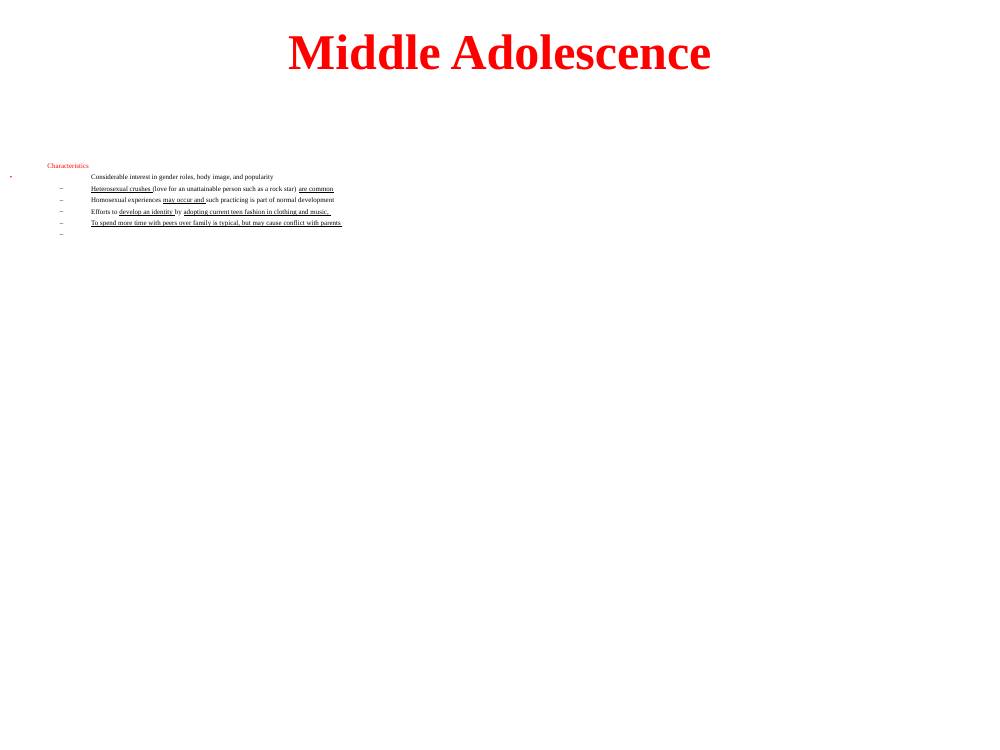 Middle Adolescence
Characteristics
• Considerable interest in gender roles, body image, and popularity
– Heterosexual crushes (love for an unattainable person such as a rock star) are common
– Homosexual experiences may occur and such practicing is part of normal development
– Efforts to develop an identity by adopting current teen fashion in clothing and music,
– To spend more time with peers over family is typical, but may cause conflict with parents
–